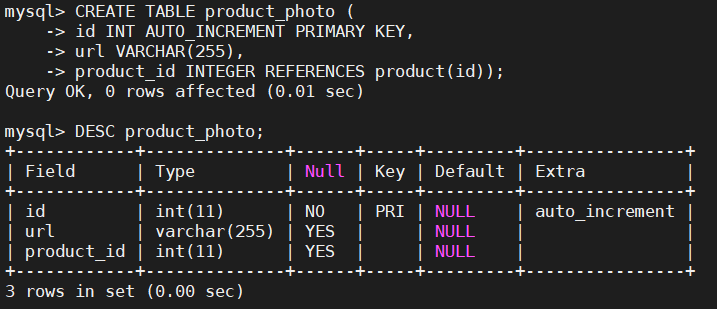 mysql> CREATE TABLE product_photo (
    -> id INT AUTO_INCREMENT PRIMARY KEY,
    -> url VARCHAR(255),
    -> product_id INTEGER REFERENCES product(id));
Query OK, 0 rows affected (0.01 sec)

mysql> DESC product_photo;
+------------+--------------+------+-----+---------+----------------+
| Field      | Type         | Null | Key | Default | Extra          |
+------------+--------------+------+-----+---------+----------------+
| id         | int(11)      | NO   | PRI | NULL    | auto_increment |
| url        | varchar(255) | YES  |     | NULL    |                |
| product_id | int(11)      | YES  |     | NULL    |                |
+------------+--------------+------+-----+---------+----------------+
3 rows in set (0.00 sec)